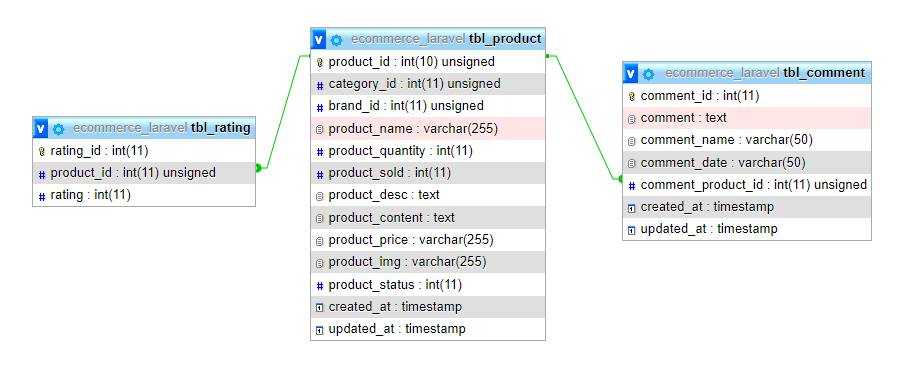 v ecommerce_laravel tbl_rating
rating_id : int(11)
# product_id : int(11) unsigned
# rating : int(11)
v ecommerce_laravel tbl_product
product_id : int(10) unsigned
# category_id : int(11) unsigned
# brand_id : int(11) unsigned
product_name : varchar(255)
# product_quantity : int(11)
# product_sold : int(11)
product_desc : text
product_content : text
product_price : varchar(255)
product_img : varchar(255)
# product_status : int(11)
created_at : timestamp
updated_at : timestamp
v ecommerce_laravel tbl_comment
comment_id : int(11)
comment : text
comment_name : varchar(50)
comment_date : varchar(50)
# comment_product_id : int(11) unsigned
created_at : timestamp
updated_at : timestamp